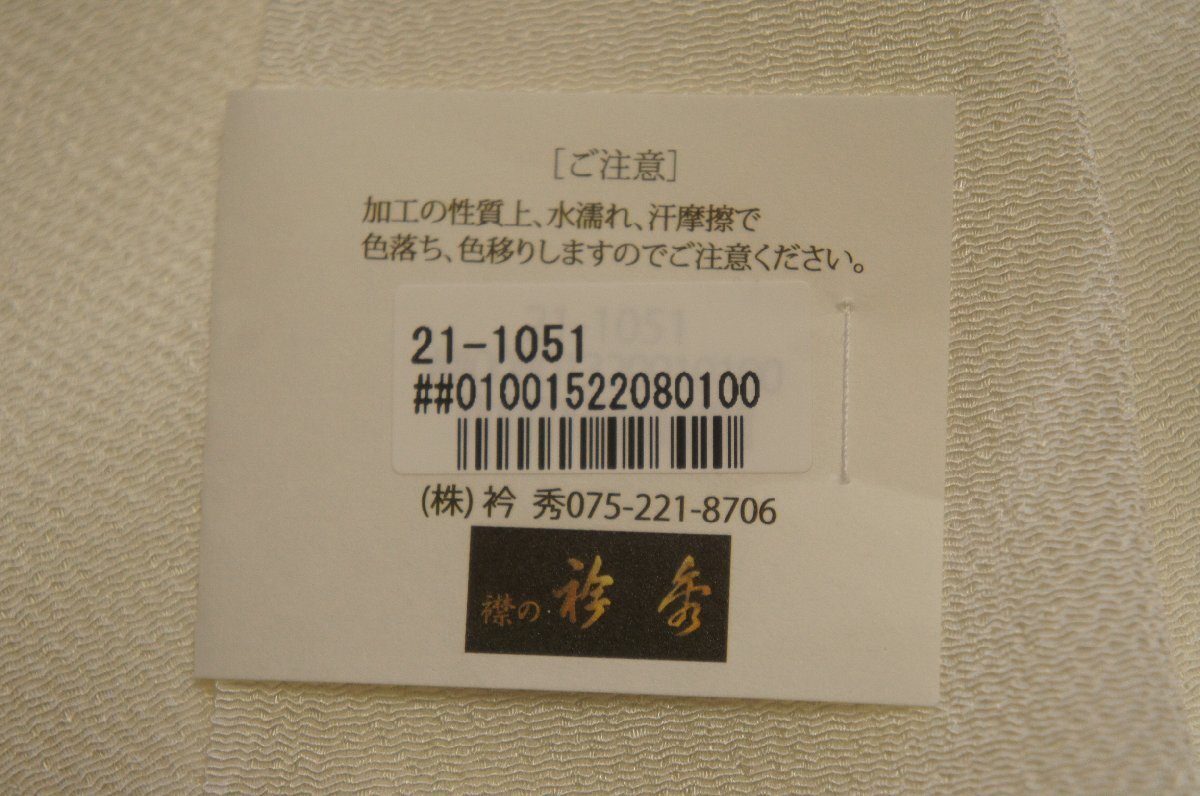 [ご注意]
加工の性質上、水濡れ、汗摩擦で
色落ち、色移りしますのでご注意ください。
21-1051
##01001522080100
(株) 衿 秀075-221-8706
襟の 衿 秀